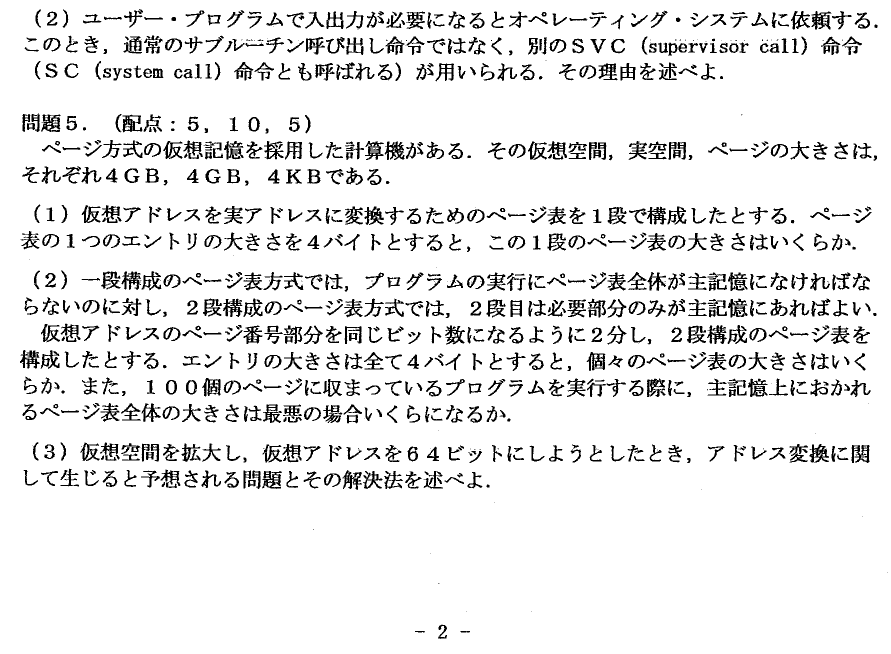 （２）ユーザー・プログラムで入出力が必要になるとオペレーティング・システムに依頼する．
このとき，通常のサブルーチン呼び出し命令ではなく，別のＳＶＣ（supervisor call）命令
（ＳＣ（system call）命令とも呼ばれる）が用いられる．その理由を述べよ．
問題５．（配点：５，１０，５）
ページ方式の仮想記憶を採用した計算機がある．その仮想空間，実空間，ページの大きさは，
それぞれ４ＧＢ，４ＧＢ，４ＫＢである．
（１）仮想アドレスを実アドレスに変換するためのページ表を１段で構成したとする．ページ
表の１つのエントリの大きさを４バイトとすると，この１段のページ表の大きさはいくらか．
（２）一段構成のページ表方式では，プログラムの実行にページ表全体が主記憶になければな
らないのに対し，２段構成のページ表方式では，２段目は必要部分のみが主記憶にあればよい．
仮想アドレスのページ番号部分を同じビット数になるように２分し，２段構成のページ表を
構成したとする．エントリの大きさは全て４バイトとすると，個々のページ表の大きさはいく
らか．また，１００個のページに収まっているプログラムを実行する際に，主記憶上におかれ
るページ表全体の大きさは最悪の場合いくらになるか．
（３）仮想空間を拡大し，仮想アドレスを６４ビットにしようとしたとき，アドレス変換に関
して生じると予想される問題とその解決法を述べよ．
－ 2 －